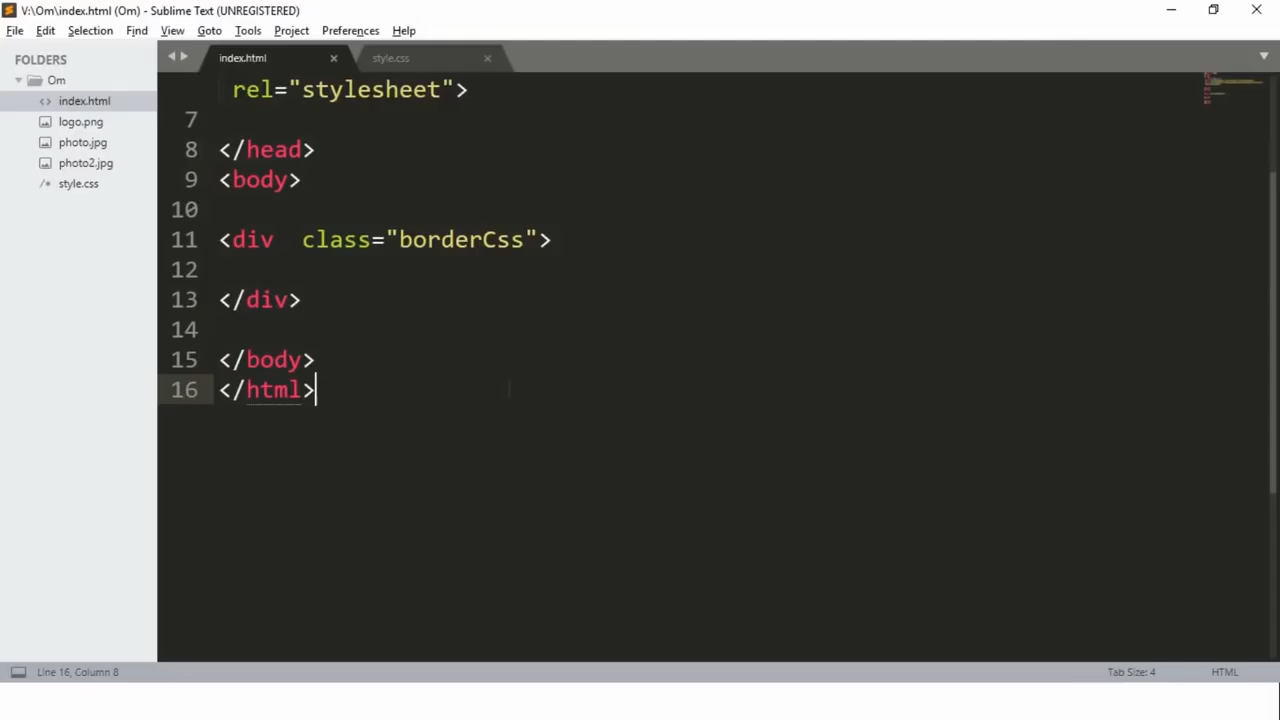 V:\Om\index.html (Om) - Sublime Text (UNREGISTERED)
File Edit Selection Find View Goto Tools Project Preferences Help
FOLDERS
Om
index.html
logo.png
photo.jpg
photo2.jpg
style.css
index.html style.css
rel="stylesheet">
7
8 </head>
9 <body>
10
11 <div  class="borderCss">
12
13 </div>
14
15 </body>
16 </html>
Line 16, Column 8 Tab Size: 4 HTML